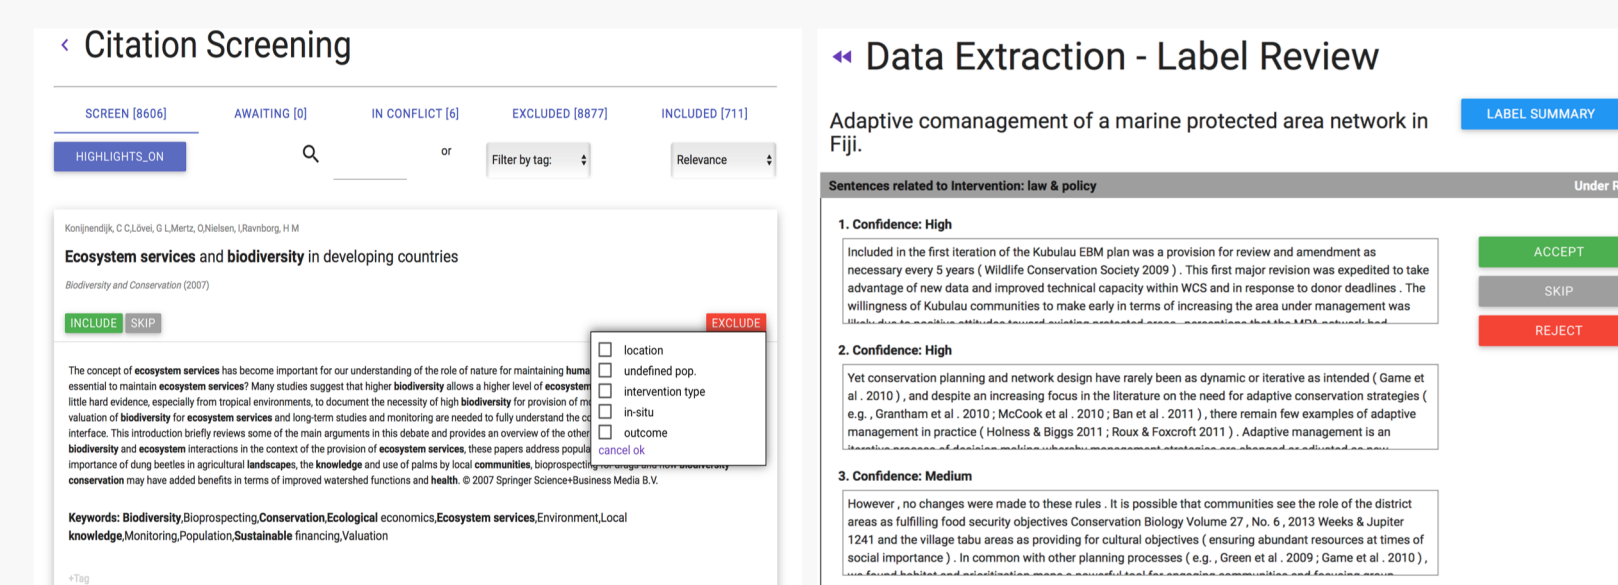 Citation Screening
SCREEN [8606]
AWAITING [0]
IN CONFLICT [6]
EXCLUDED [8877]
INCLUDED [711]
HIGHLIGHTS_ON
or
Filter by tag:
Relevance
Konijnendijk, C C,Lövei, G L,Mertz, O,Nielsen, I,Ravnborg, H M
Ecosystem services and biodiversity in developing countries
Biodiversity and Conservation (2007)
INCLUDE
SKIP
EXCLUDE
location
undefined pop.
intervention type
in-situ
outcome
cancel ok
The concept of ecosystem services has become important for our understanding of the role of nature for maintaining
essential to maintain ecosystem services? Many studies suggest that higher biodiversity allows a higher level of ecosystem
little hard evidence, especially from tropical environments, to document the necessity of high biodiversity for provision of
valuation of biodiversity for ecosystem services and long-term studies and monitoring are needed to fully understand the
interface. This introduction briefly reviews some of the main arguments in this debate and provides an overview of the other
biodiversity and ecosystem interactions in the context of the provision of ecosystem services, these papers address
importance of dung beetles in agricultural landscapes, the knowledge and use of palms by local communities,
conservation may have added benefits in terms of improved watershed functions and health. © 2007 Springer Science+Business Media B.V.
Keywords: Biodiversity,Bioprospecting,Conservation,Ecological economics,Ecosystem services,Environment,Local
knowledge,Monitoring,Population,Sustainable financing,Valuation
+Tag
Data Extraction - Label Review
Adaptive comanagement of a marine protected area network in
Fiji.
LABEL SUMMARY
Sentences related to Intervention: law & policy
Under
1. Confidence: High
Included in the first iteration of the Kubulau EBM plan was a provision for review and amendment as
necessary every 5 years ( Wildlife Conservation Society 2009 ) . This first major revision was expedited to take
advantage of new data and improved technical capacity within WCS and in response to donor deadlines . The
willingness of Kubulau communities to make early in terms of increasing the area under management was
ACCEPT
SKIP
REJECT
2. Confidence: High
Yet conservation planning and network design have rarely been as dynamic or iterative as intended ( Game et
al . 2010 ) , and despite an increasing focus in the literature on the need for adaptive conservation strategies (
e.g. , Grantham et al . 2010 ; McCook et al . 2010 ; Ban et al . 2011 ) , there remain few examples of adaptive
management in practice ( Holness & Biggs 2011 ; Roux & Foxcroft 2011 ) . Adaptive management is an
3. Confidence: Medium
However , no changes were made to these rules . It is possible that communities see the role of the district
areas as fulfilling food security objectives Conservation Biology Volume 27 , No. 6 , 2013 Weeks & Jupiter
1241 and the village tabu areas as providing for cultural objectives ( ensuring abundant resources at times of
social importance ) . In common with other planning processes ( e.g. , Green et al . 2009 ; Game et al . 2010 ) ,